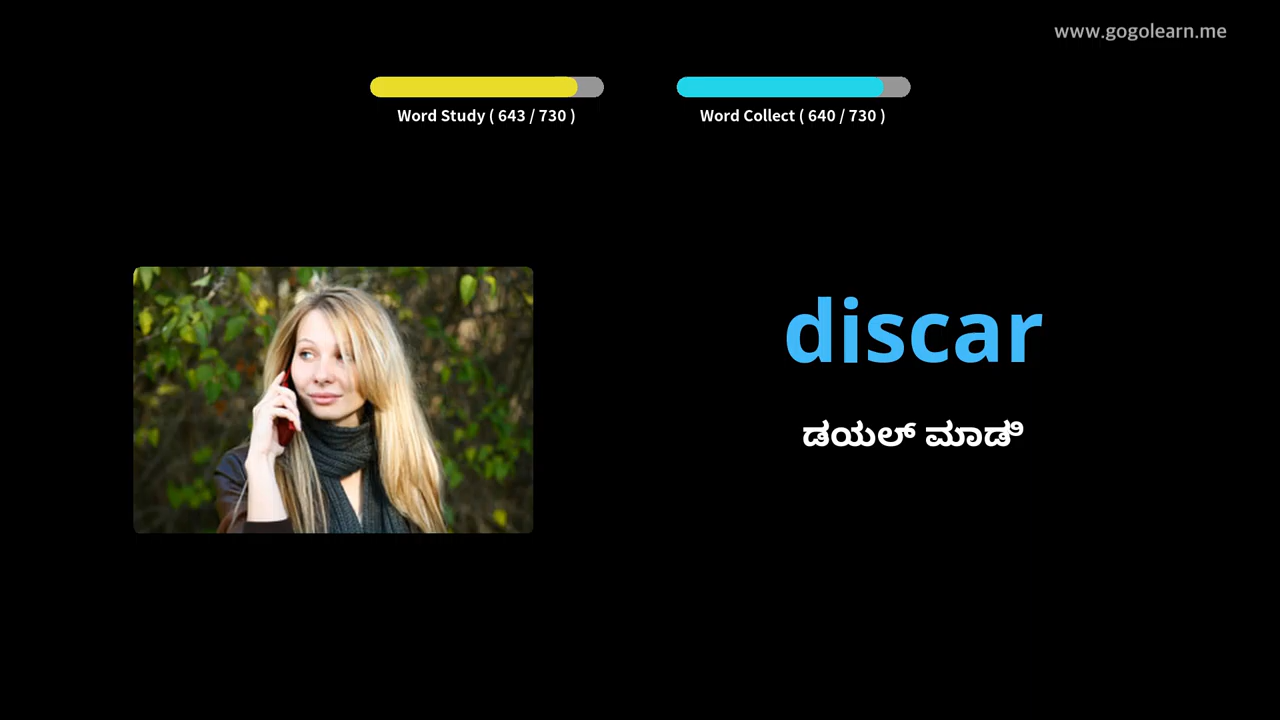 www.gogolearn.me
Word Study ( 643 / 730 )
Word Collect ( 640 / 730 )
discar
ಡಯಲ್ ಮಾಡಿ